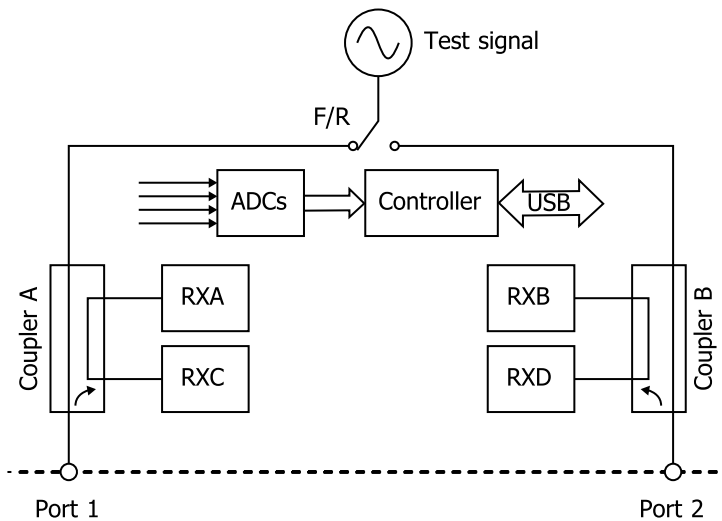 Test signal
F/R
ADCs
Controller
USB
Coupler A
RXA
RXB
Coupler B
RXC
RXD
Port 1
Port 2